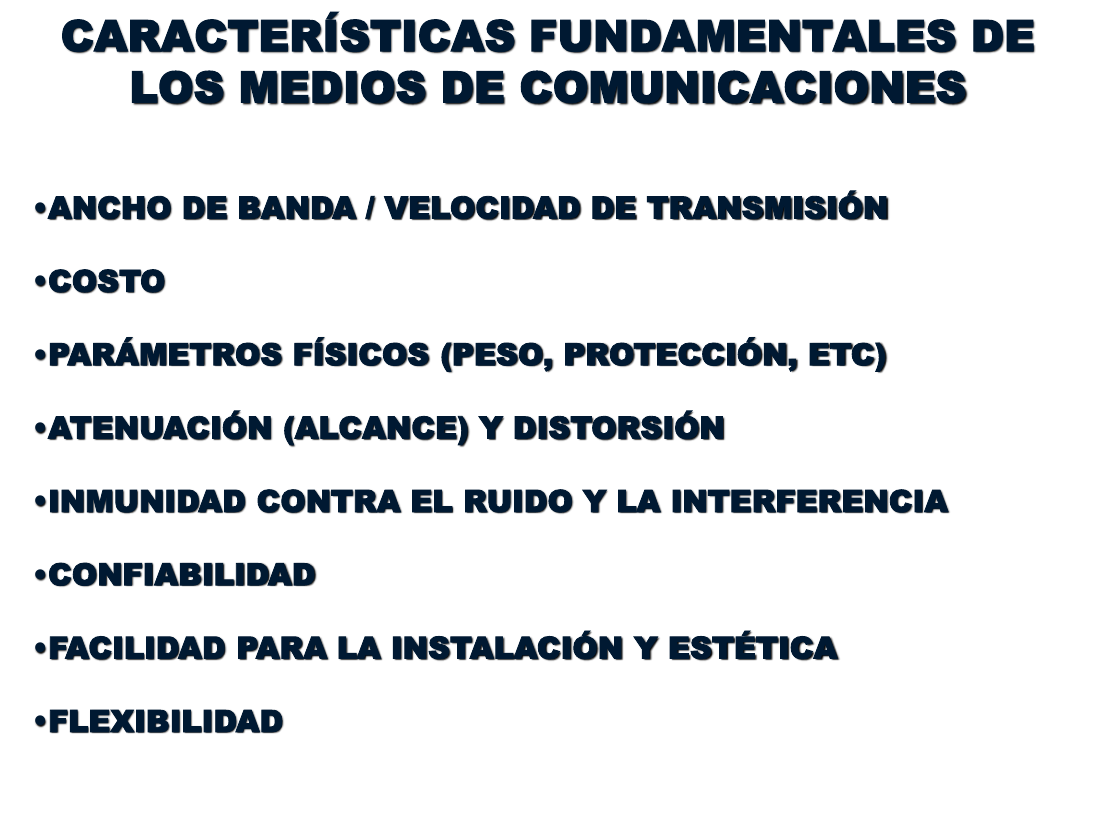 CARACTERÍSTICAS FUNDAMENTALES DE
LOS MEDIOS DE COMUNICACIONES
•ANCHO DE BANDA / VELOCIDAD DE TRANSMISIÓN
•COSTO
•PARÁMETROS FÍSICOS (PESO, PROTECCIÓN, ETC)
•ATENUACIÓN (ALCANCE) Y DISTORSIÓN
•INMUNIDAD CONTRA EL RUIDO Y LA INTERFERENCIA
•CONFIABILIDAD
•FACILIDAD PARA LA INSTALACIÓN Y ESTÉTICA
•FLEXIBILIDAD